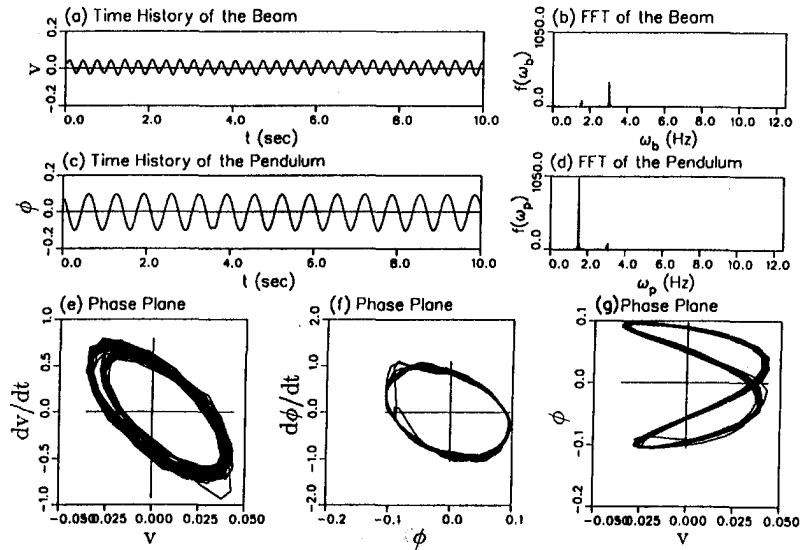 (a) Time History of the Beam
(b) FFT of the Beam
v
0.2
0.0
-0.2
0.0 2.0 4.0 6.0 8.0 10.0
t (sec)
f(ω_b)
1050.0
0.0
0.0 2.0 4.0 6.0 8.0 10.0 12.0
ω_b (Hz)
(c) Time History of the Pendulum
(d) FFT of the Pendulum
ϕ
0.2
0.0
-0.2
0.0 2.0 4.0 6.0 8.0 10.0
t (sec)
f(ω_p)
1050.0
0.0
0.0 2.0 4.0 6.0 8.0 10.0 12.0
ω_p (Hz)
(e) Phase Plane
(f) Phase Plane
(g) Phase Plane
dv/dt
1.0
0.5
0.0
-0.5
-1.0
-0.050 -0.025 0.000 0.025 0.050
v
dϕ/dt
2.0
1.0
0.0
-1.0
-2.0
-0.1 0.0 0.1
ϕ
ϕ
0.1
0.0
-0.1
-0.2
-0.050 -0.025 0.000 0.025 0.050
v